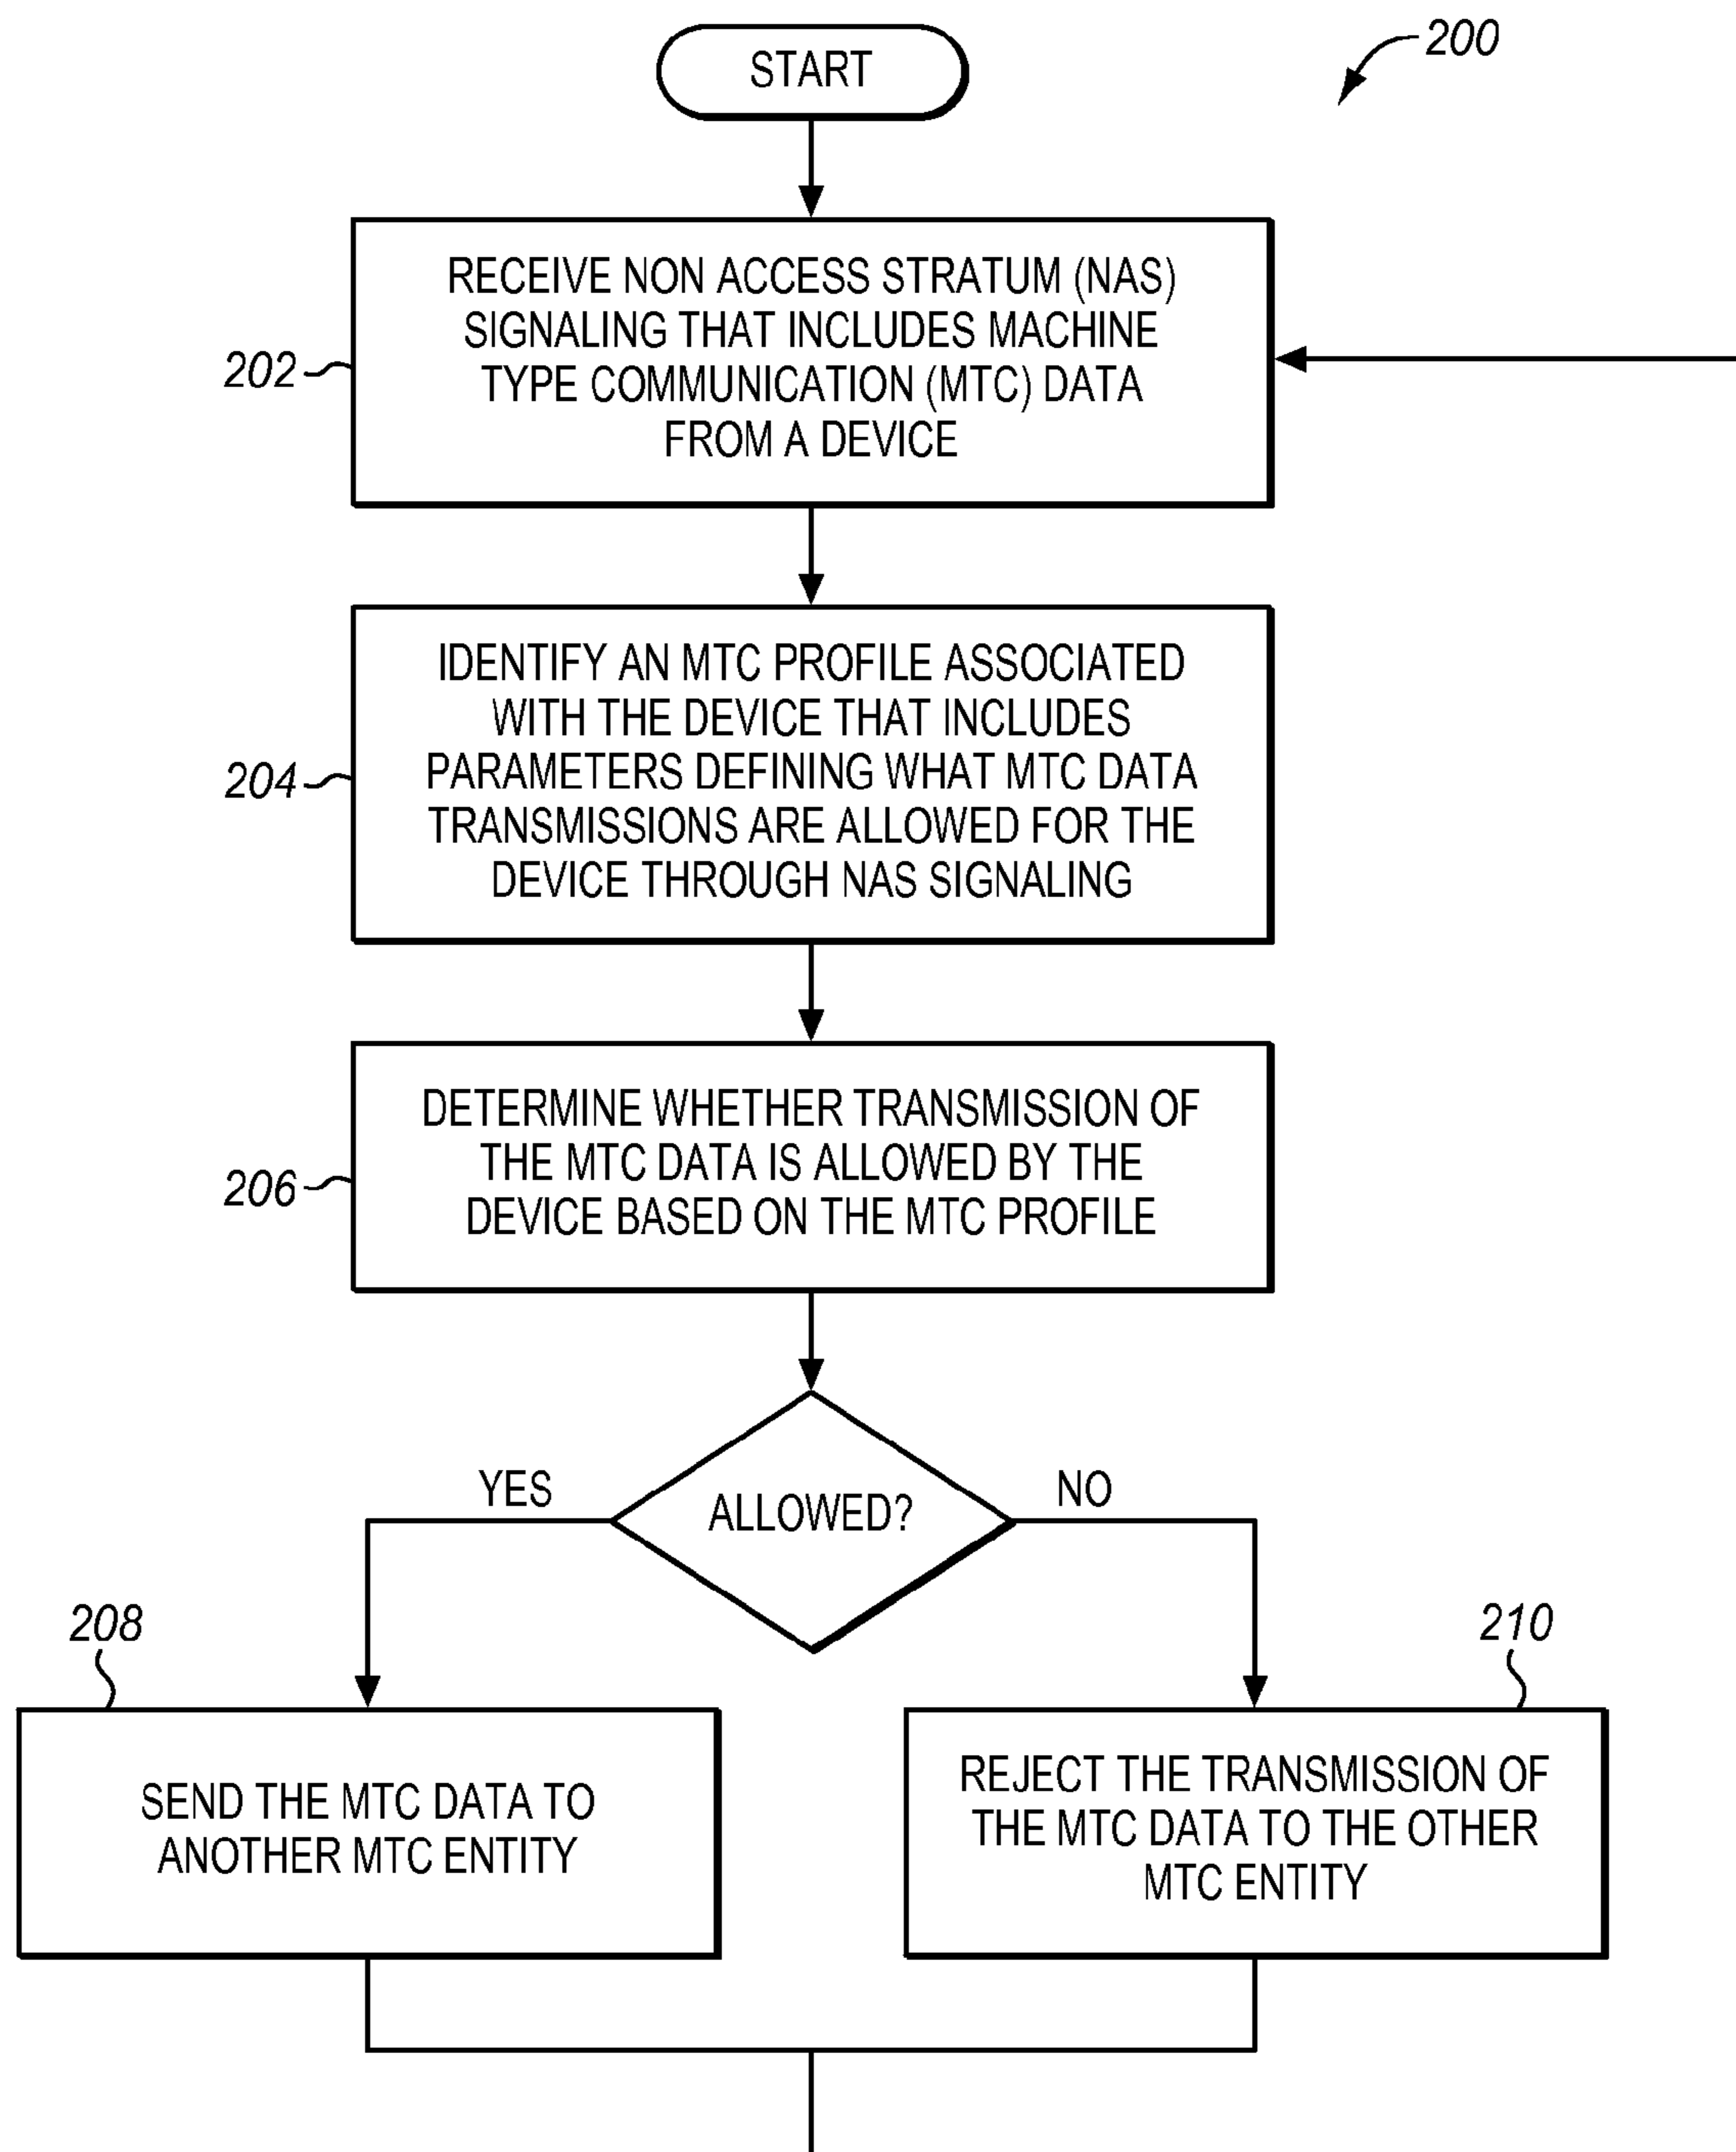 START
200
RECEIVE NON ACCESS STRATUM (NAS)
SIGNALING THAT INCLUDES MACHINE
TYPE COMMUNICATION (MTC) DATA
FROM A DEVICE
202
IDENTIFY AN MTC PROFILE ASSOCIATED
WITH THE DEVICE THAT INCLUDES
PARAMETERS DEFINING WHAT MTC DATA
TRANSMISSIONS ARE ALLOWED FOR THE
DEVICE THROUGH NAS SIGNALING
204
DETERMINE WHETHER TRANSMISSION OF
THE MTC DATA IS ALLOWED BY THE
DEVICE BASED ON THE MTC PROFILE
206
YES
ALLOWED?
NO
208
SEND THE MTC DATA TO
ANOTHER MTC ENTITY
210
REJECT THE TRANSMISSION OF
THE MTC DATA TO THE OTHER
MTC ENTITY